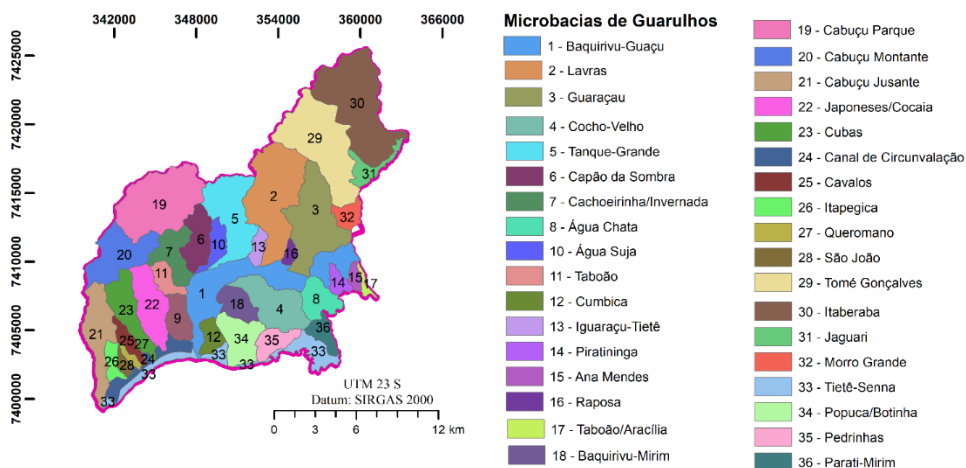 342000 348000 354000 360000 366000
7425000
7420000
7415000
7410000
7405000
7400000
30
29
31
19
2
5
3
32
6
10
13
16
20
7
11
14
15
17
1
22
18
4
8
23
9
21
12
34
36
25
27
35
26
28
24
33
33
33
33
33
UTM 23 S
Datum: SIRGAS 2000
0 3 6 12 km
Microbacias de Guarulhos
1 - Baquirivu-Guaçu
2 - Lavras
3 - Guaraçau
4 - Cocho-Velho
5 - Tanque-Grande
6 - Capão da Sombra
7 - Cachoeirinha/Invernada
8 - Água Chata
10 - Água Suja
11 - Taboão
12 - Cumbica
13 - Iguaraçu-Tietê
14 - Piratininga
15 - Ana Mendes
16 - Raposa
17 - Taboão/Aracília
18 - Baquirivu-Mirim
19 - Cabuçu Parque
20 - Cabuçu Montante
21 - Cabuçu Jusante
22 - Japoneses/Cocaia
23 - Cubas
24 - Canal de Circunvalação
25 - Cavalos
26 - Itapegica
27 - Queromano
28 - São João
29 - Tomé Gonçalves
30 - Itaberaba
31 - Jaguari
32 - Morro Grande
33 - Tietê-Senna
34 - Popuca/Botinha
35 - Pedrinhas
36 - Parati-Mirim